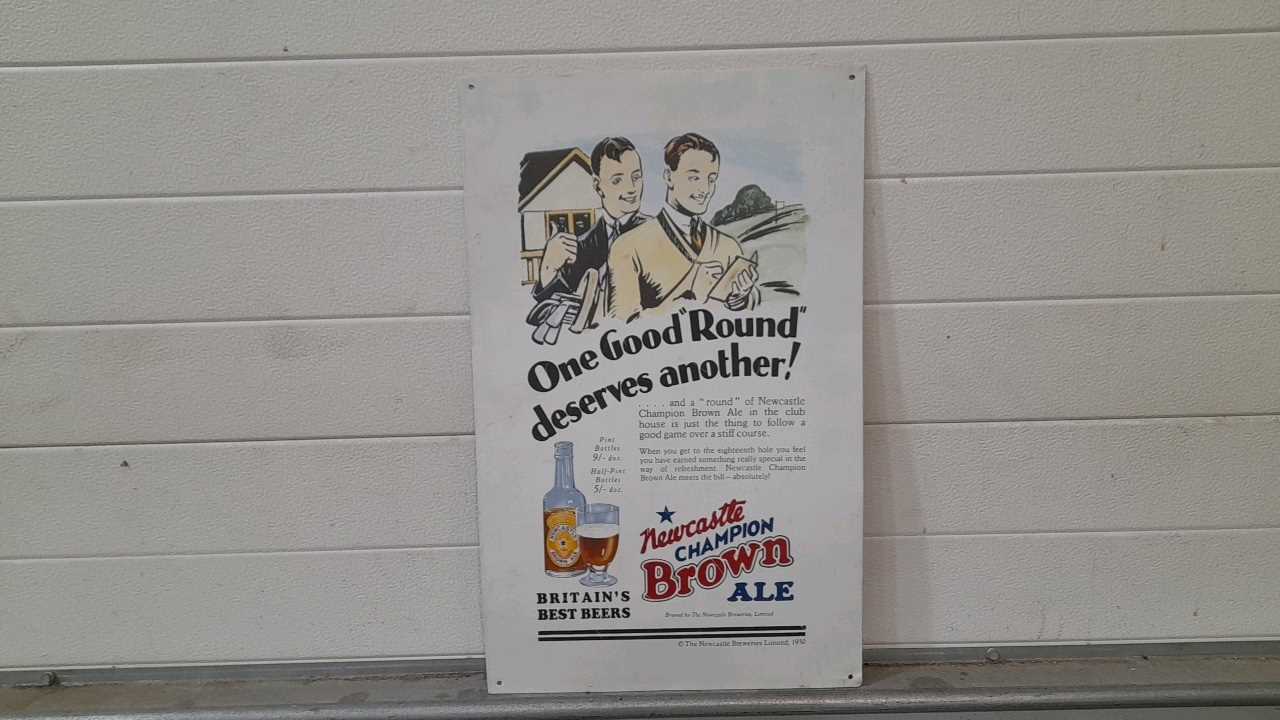 One Good "Round"
deserves another!
. . . . and a "round" of Newcastle
Champion Brown Ale in the club
house is just the thing to follow a
good game over a stiff course.
When you get to the eighteenth hole you feel
you have earned something really special in the
way of refreshment. Newcastle Champion
Brown Ale meets the bill—absolutely!
Pint
Bottles
9/- doz.
Half-Pint
Bottles
5/- doz.
NEWCASTLE
BROWN ALE
Newcastle
CHAMPION
Brown
ALE
BRITAIN'S
BEST BEERS
Brewed by The Newcastle Breweries, Limited
© The Newcastle Breweries Limited, 1930